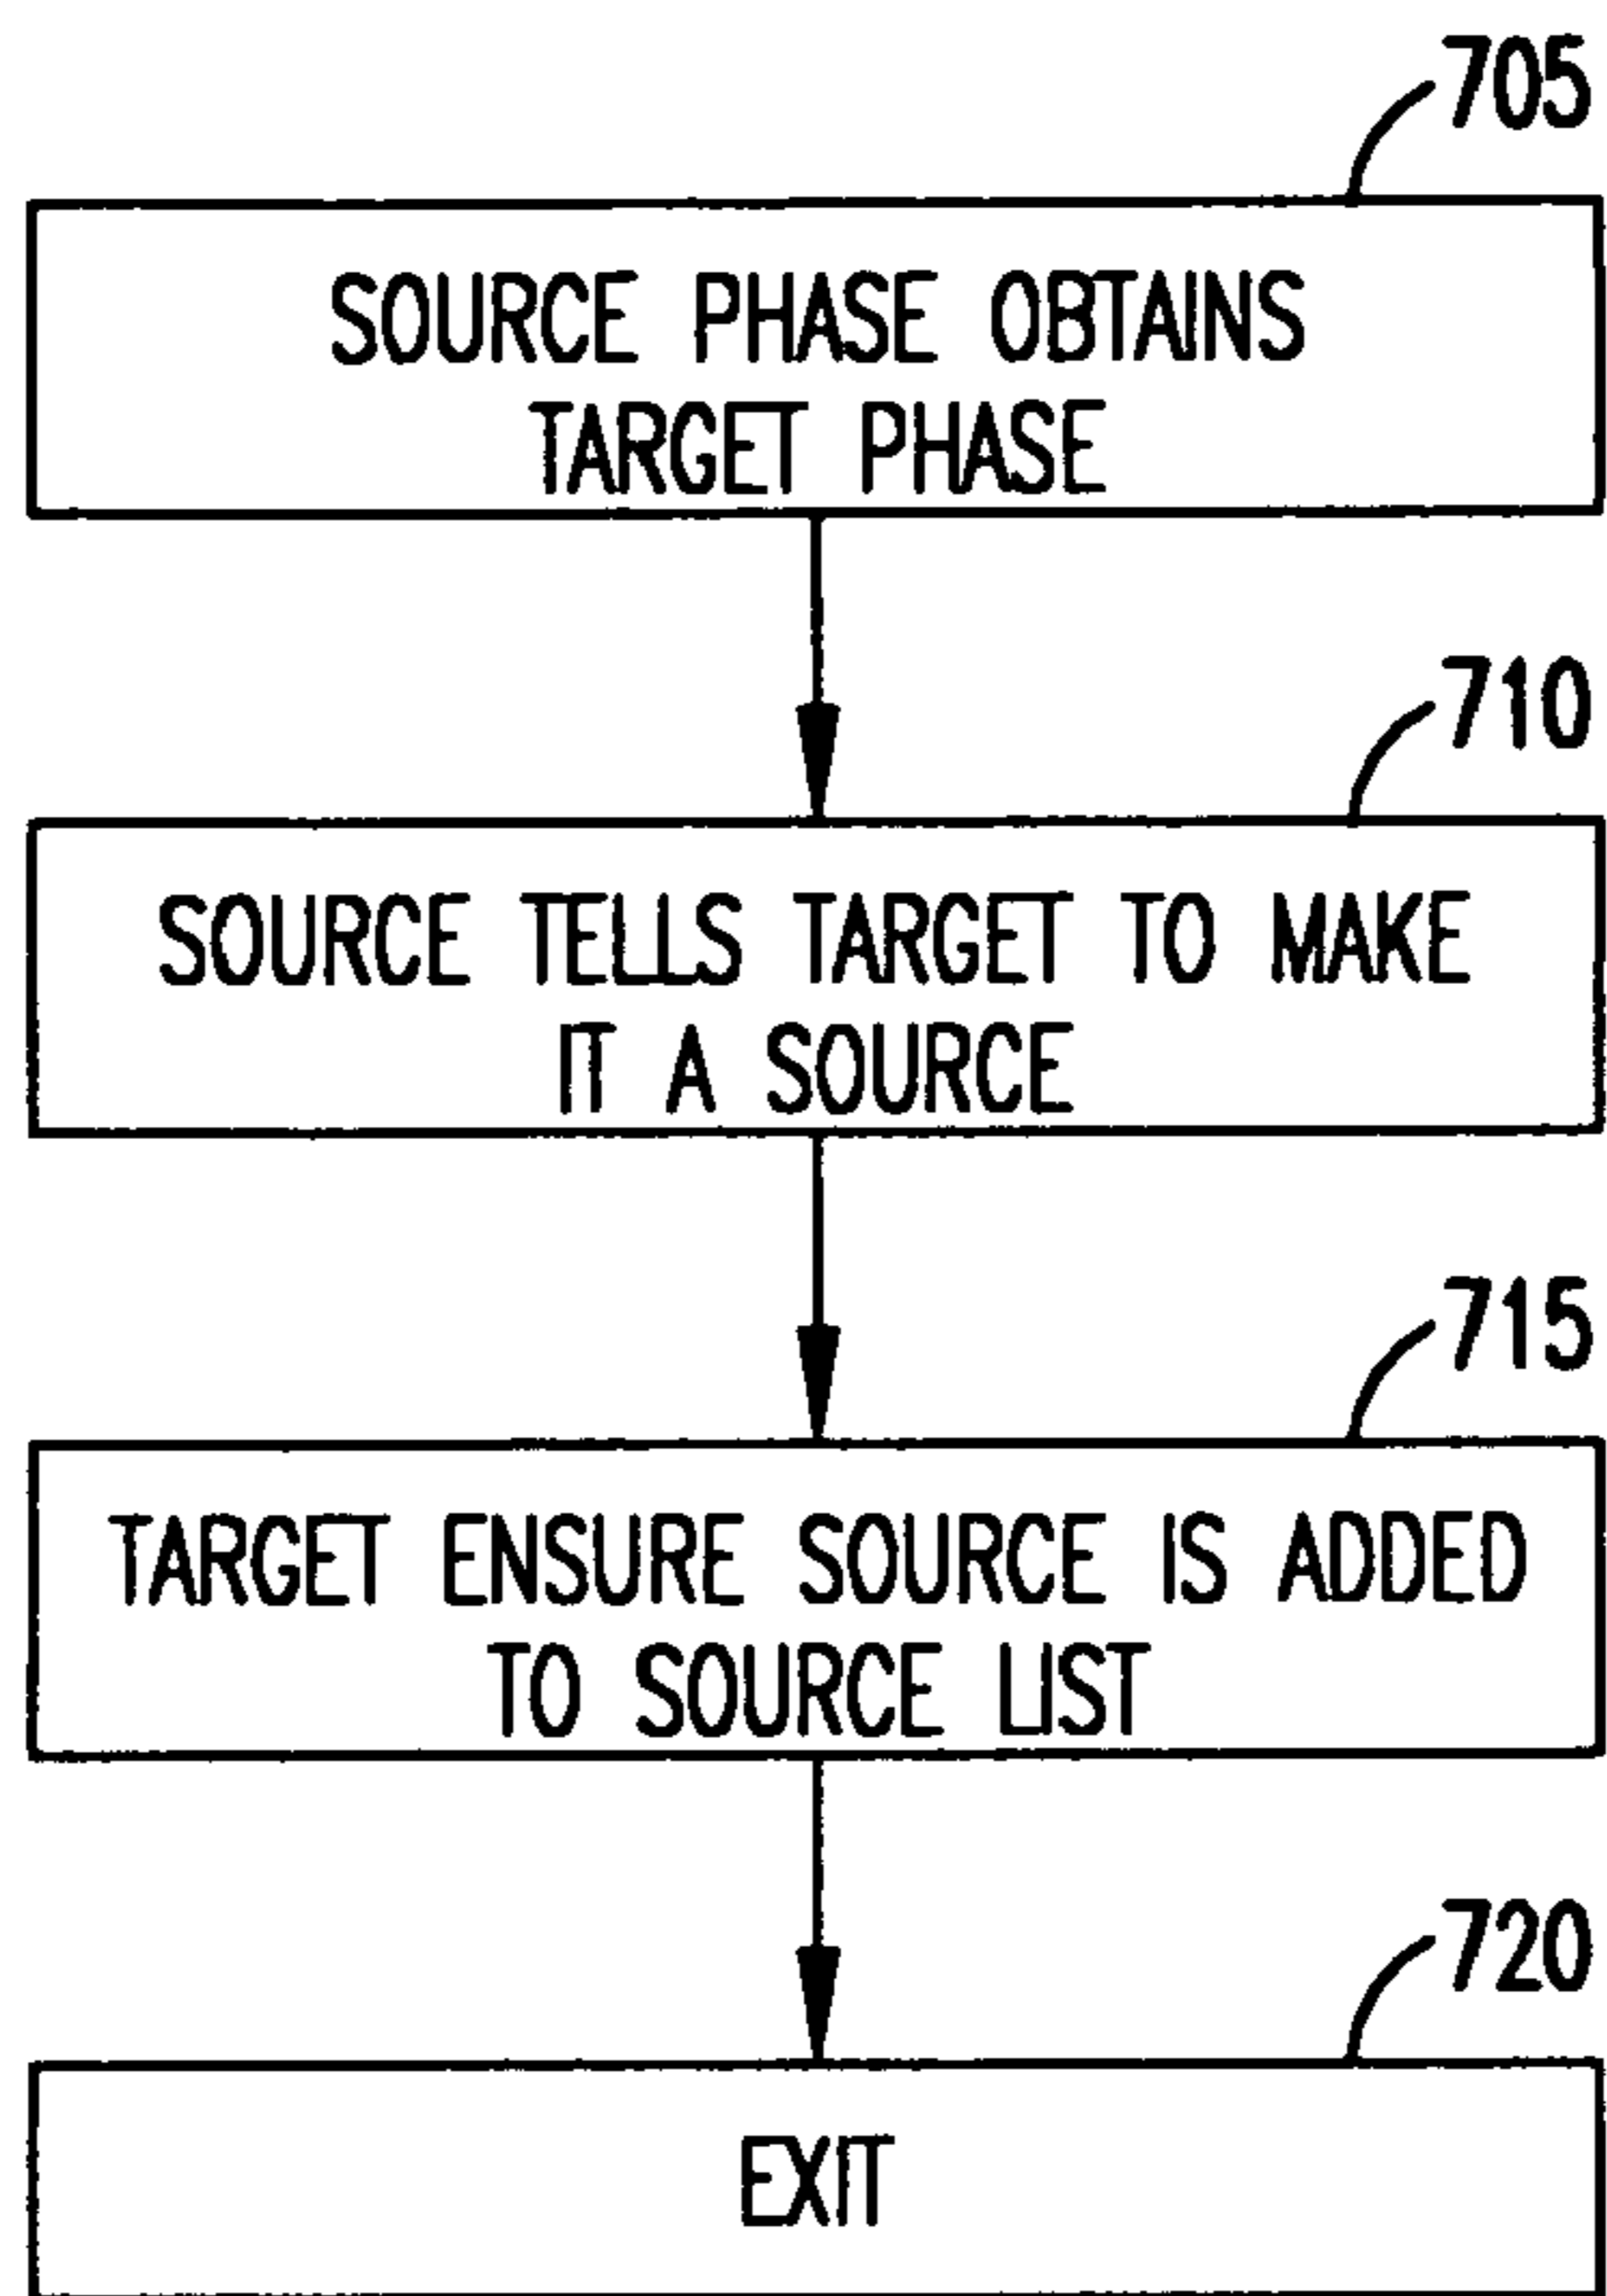 705
SOURCE PHASE OBTAINS
TARGET PHASE
710
SOURCE TELLS TARGET TO MAKE
IT A SOURCE
715
TARGET ENSURE SOURCE IS ADDED
TO SOURCE LIST
720
EXIT